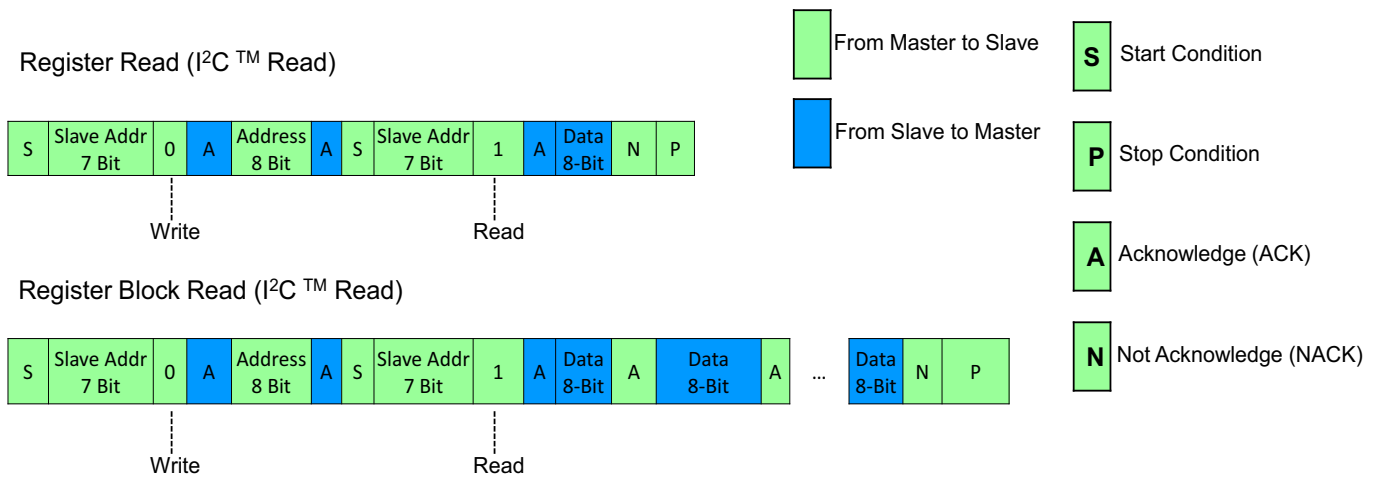 Register Read (I²C ™ Read)
S Slave Addr 7 Bit 0 A Address 8 Bit A S Slave Addr 7 Bit 1 A Data 8-Bit N P
Write Read
Register Block Read (I²C ™ Read)
S Slave Addr 7 Bit 0 A Address 8 Bit A S Slave Addr 7 Bit 1 A Data 8-Bit A Data 8-Bit A ... Data 8-Bit N P
Write Read
From Master to Slave
From Slave to Master
S Start Condition
P Stop Condition
A Acknowledge (ACK)
N Not Acknowledge (NACK)